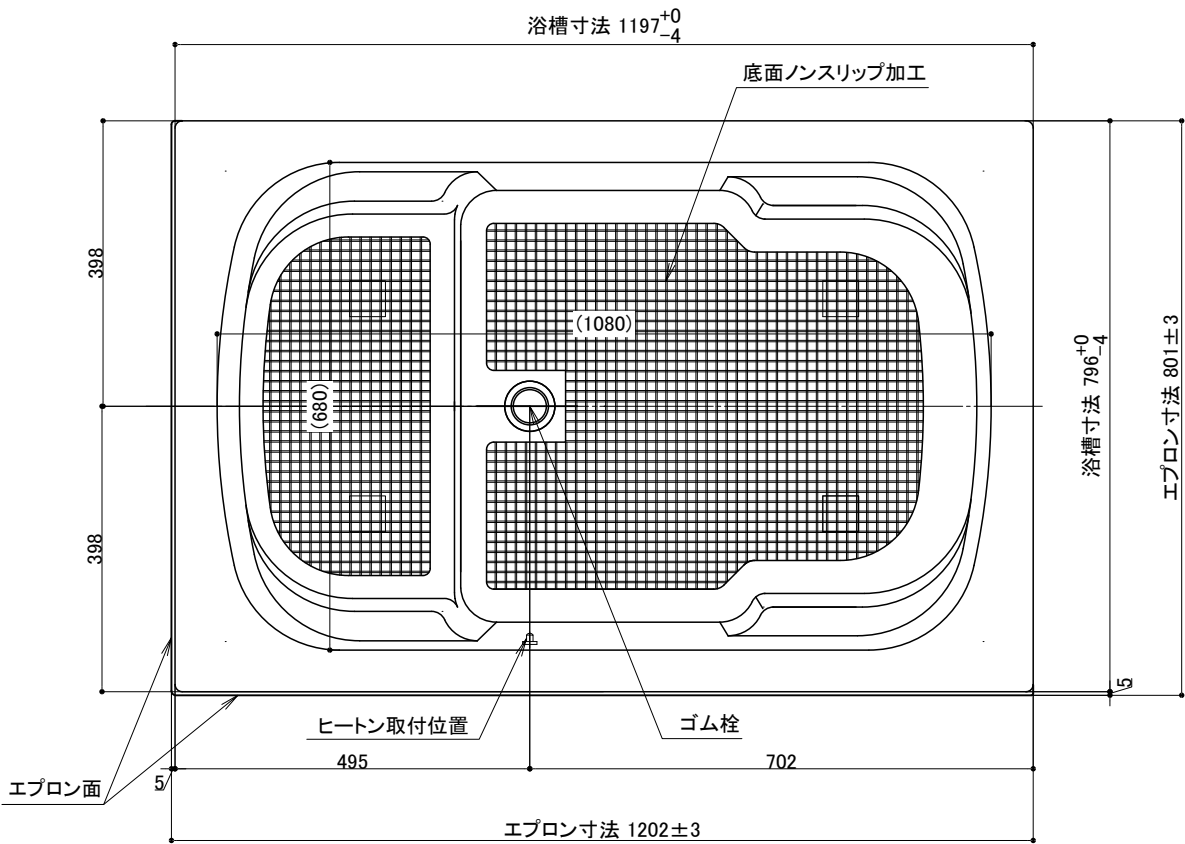 浴槽寸法 1197+0-4
底面ノンスリップ加工
398
(1080)
(680)
浴槽寸法 796+0-4
エプロン寸法 801±3
398
5
ヒートン取付位置
ゴム栓
495
702
5
エプロン面
エプロン寸法 1202±3